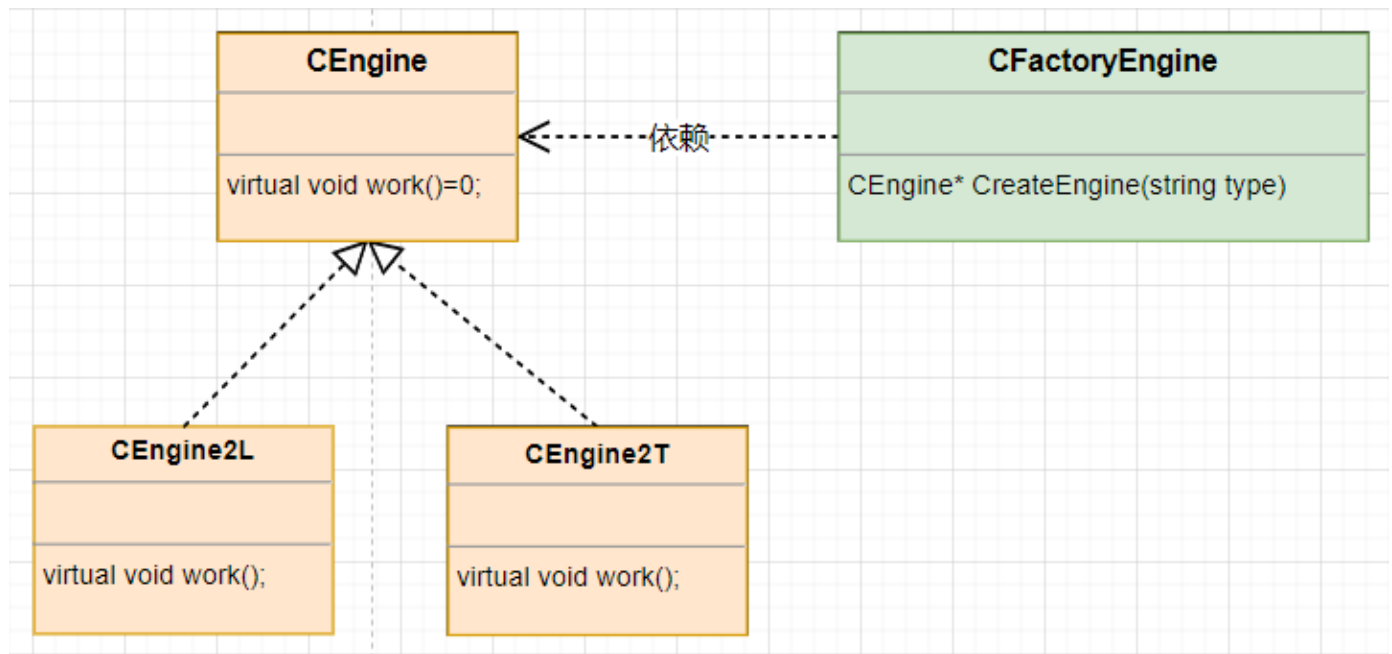 CEngine
virtual void work()=0;
依赖
CFactoryEngine
CEngine* CreateEngine(string type)
CEngine2L
virtual void work();
CEngine2T
virtual void work();